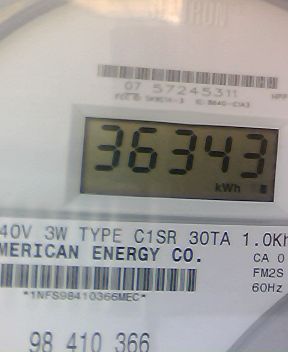 07 57245311
36343
kWh
40V 3W TYPE C1SR 30TA 1.0Kh
MERICAN ENERGY CO.
CA 0
FM2S
60Hz
*1NFS98410366MEC*
98 410 366